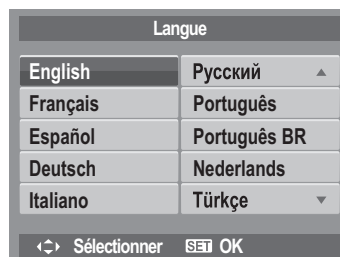 Langue
English
Русский
Français
Português
Español
Português BR
Deutsch
Nederlands
Italiano
Türkçe
Sélectionner SET OK